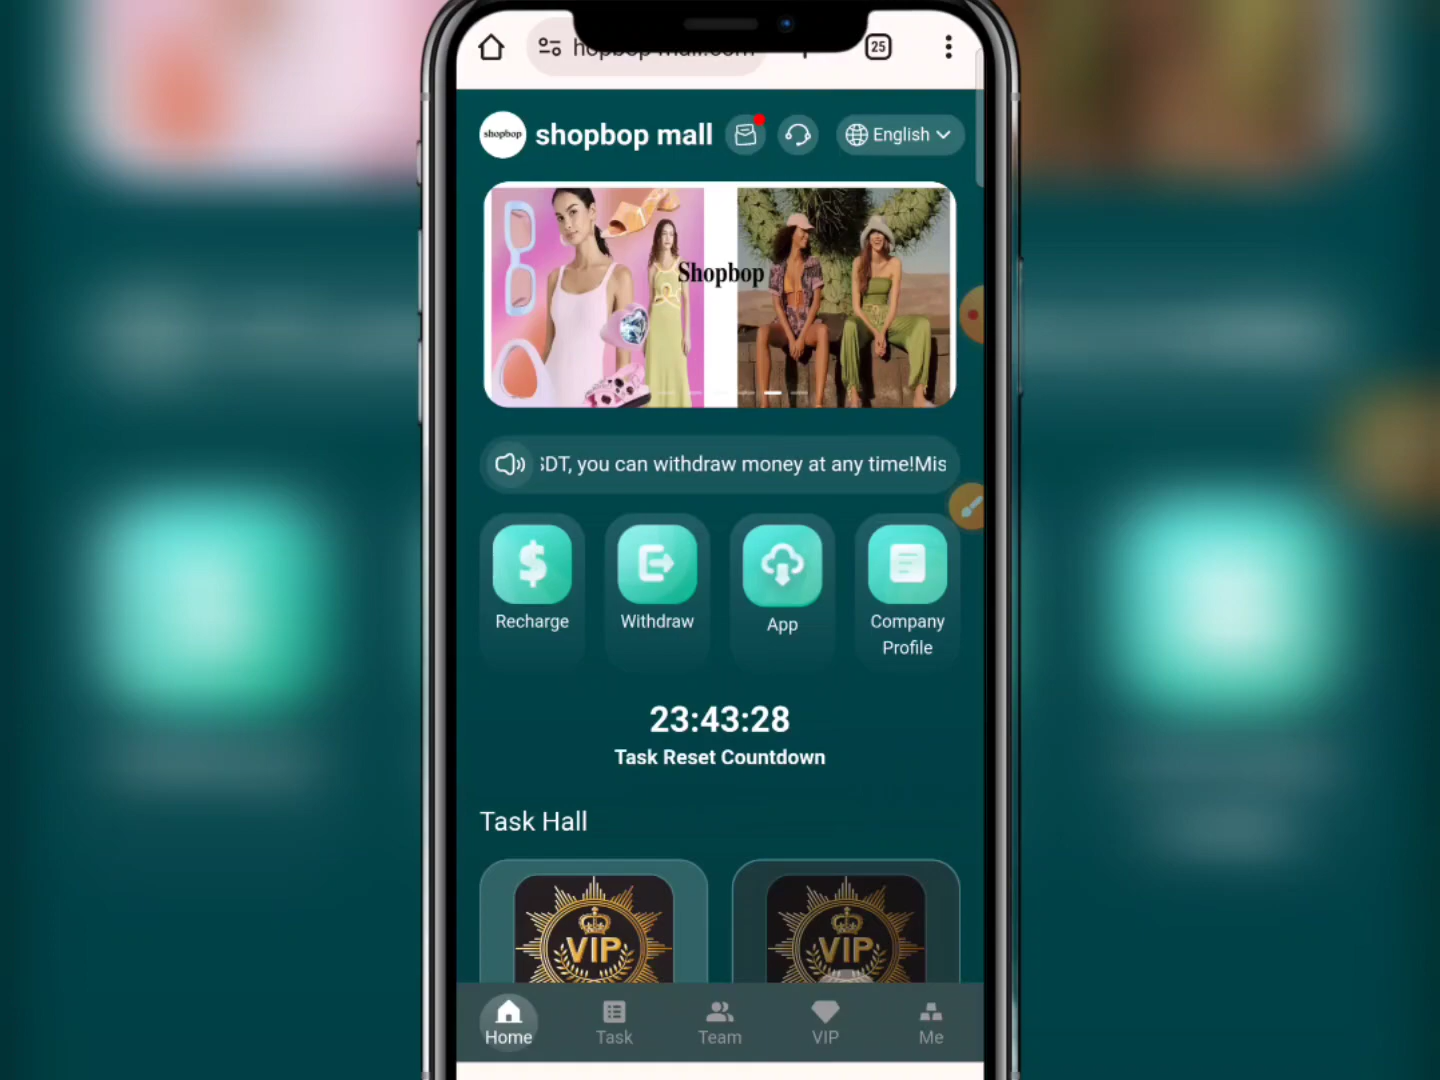 25
shopbop
shopbop mall
English
Shopbop
SDT, you can withdraw money at any time!Mis
Recharge
Withdraw
App
Company
Profile
23:43:28
Task Reset Countdown
Task Hall
VIP
VIP
Home
Task
Team
VIP
Me